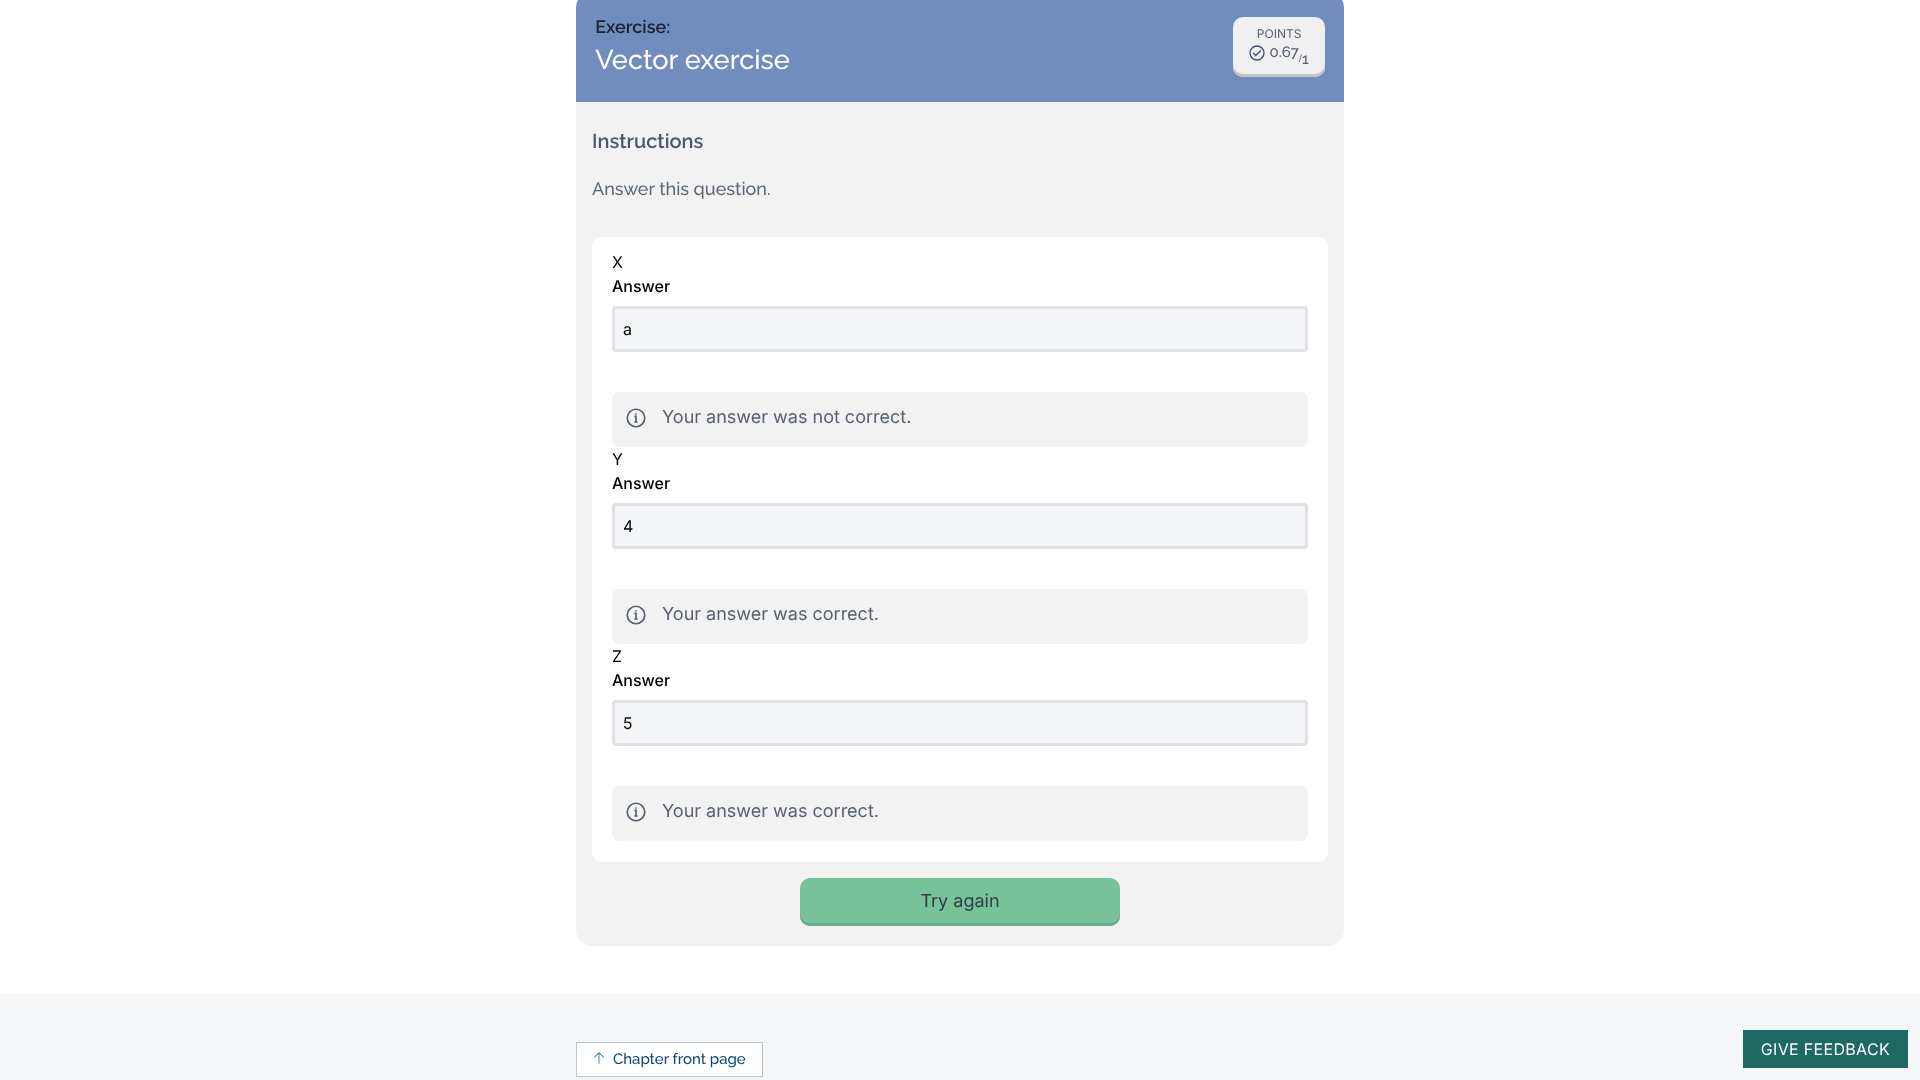 Exercise:
Vector exercise
POINTS
0.67/1
Instructions
Answer this question.
X
Answer
a
Your answer was not correct.
Y
Answer
4
Your answer was correct.
Z
Answer
5
Your answer was correct.
Try again
Chapter front page
GIVE FEEDBACK